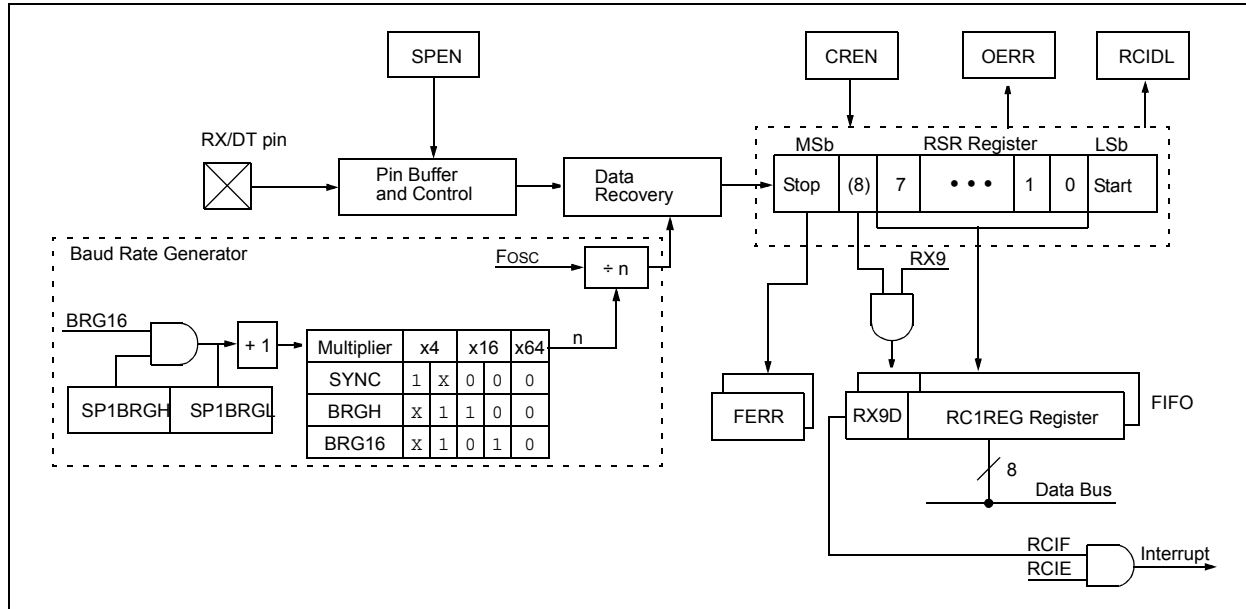 SPEN
CREN
OERR
RCIDL
RX/DT pin
Pin Buffer
and Control
Data
Recovery
MSb
RSR Register
LSb
Stop (8) 7 • • • 1 0 Start
Baud Rate Generator
FOSC
÷ n
RX9
BRG16
+ 1
n
Multiplier x4 x16 x64
SYNC 1 X 0 0 0
BRGH X 1 1 0 0
BRG16 X 1 0 1 0
SP1BRGH SP1BRGL
FERR
RX9D
RC1REG Register
FIFO
8
Data Bus
RCIF
RCIE
Interrupt